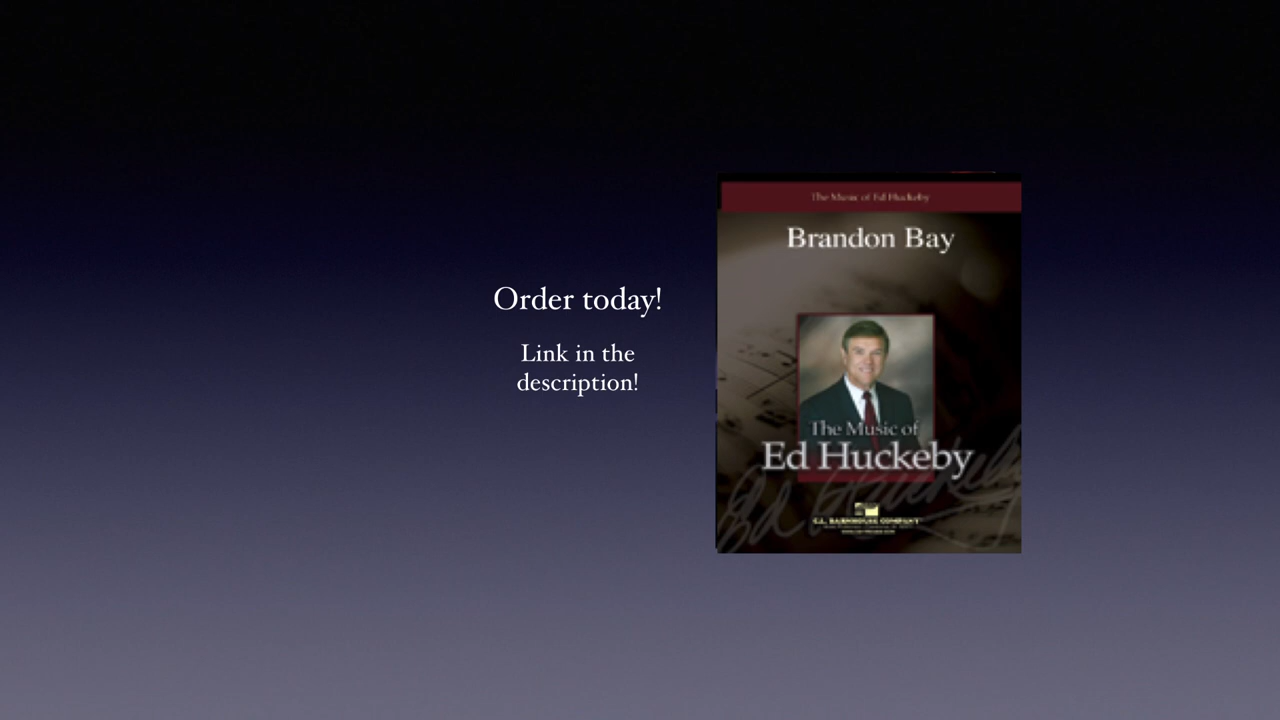 Order today!
Link in the
description!
The Music of Ed Huckeby
Brandon Bay
The Music of
Ed Huckeby
C.L. BARNHOUSE COMPANY